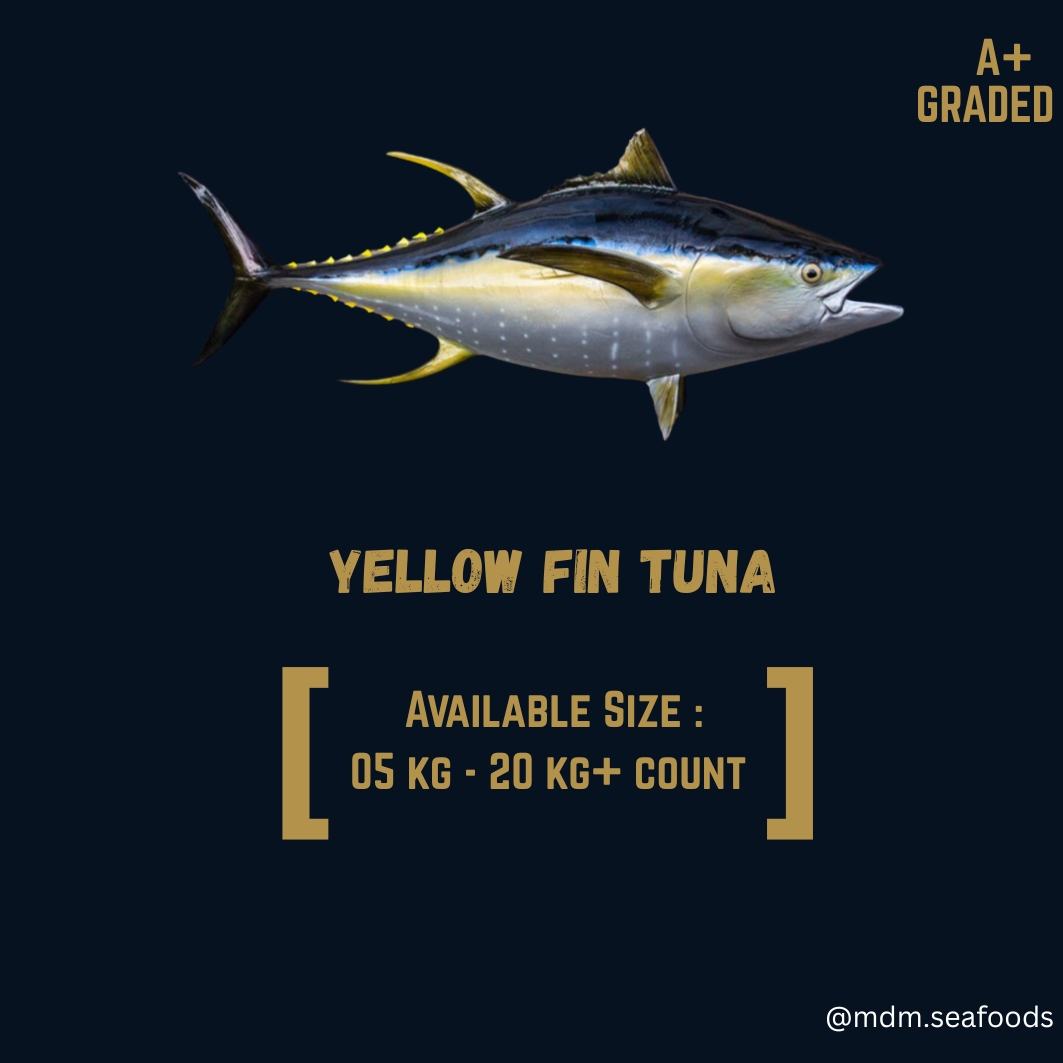 A+
GRADED
YELLOW FIN TUNA
Available Size :
05 kg - 20 kg+ count
@mdm.seafoods